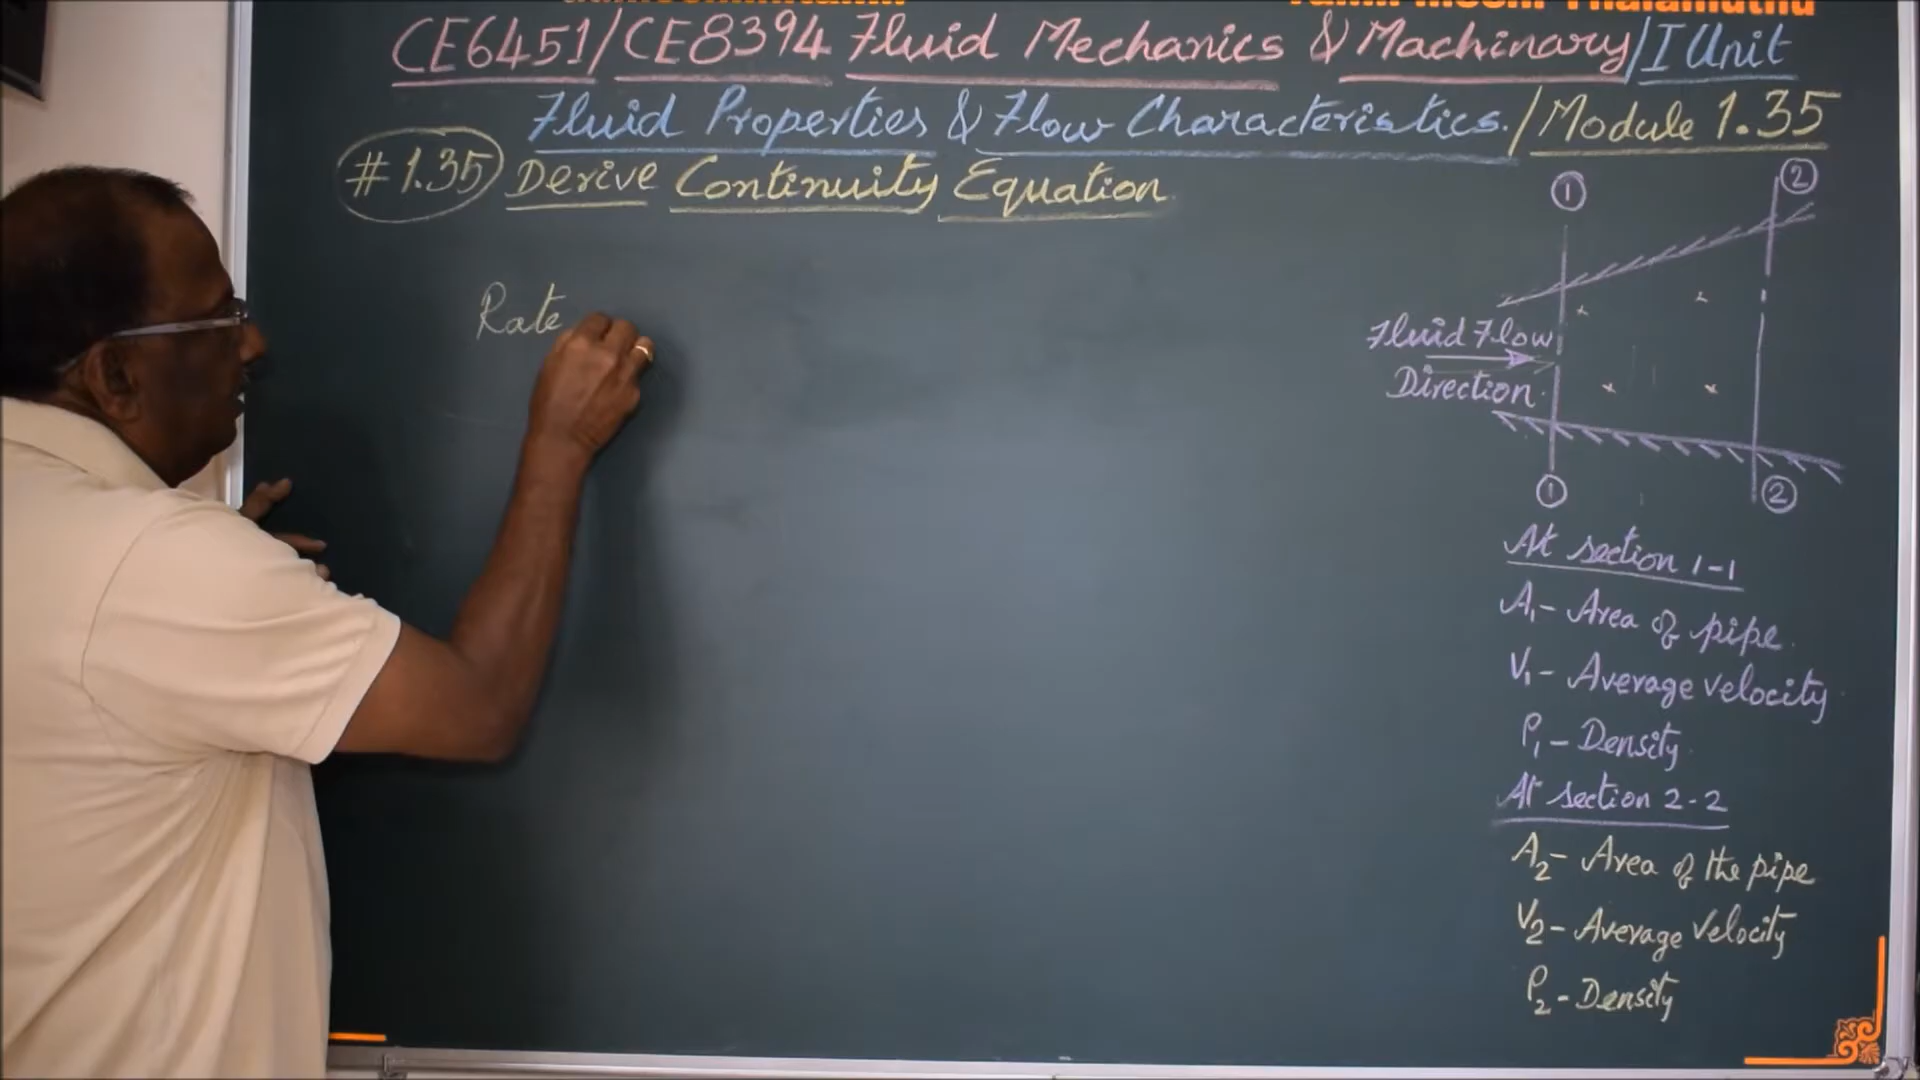 CE6451/CE8394 Fluid Mechanics & Machinary/I Unit
Fluid Properties & Flow Characteristics./Module 1.35
# 1.35 Derive Continuity Equation
Rate
1
2
Fluid Flow
Direction.
1
2
At section 1-1
A₁- Area of pipe.
V₁- Average velocity.
ρ₁- Density.
At section 2-2
A₂- Area of the pipe
V₂- Average Velocity
ρ₂- Density